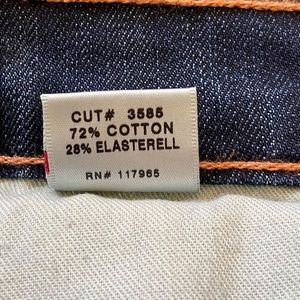 CUT# 3585
72% COTTON
28% ELASTERELL
RN# 117965